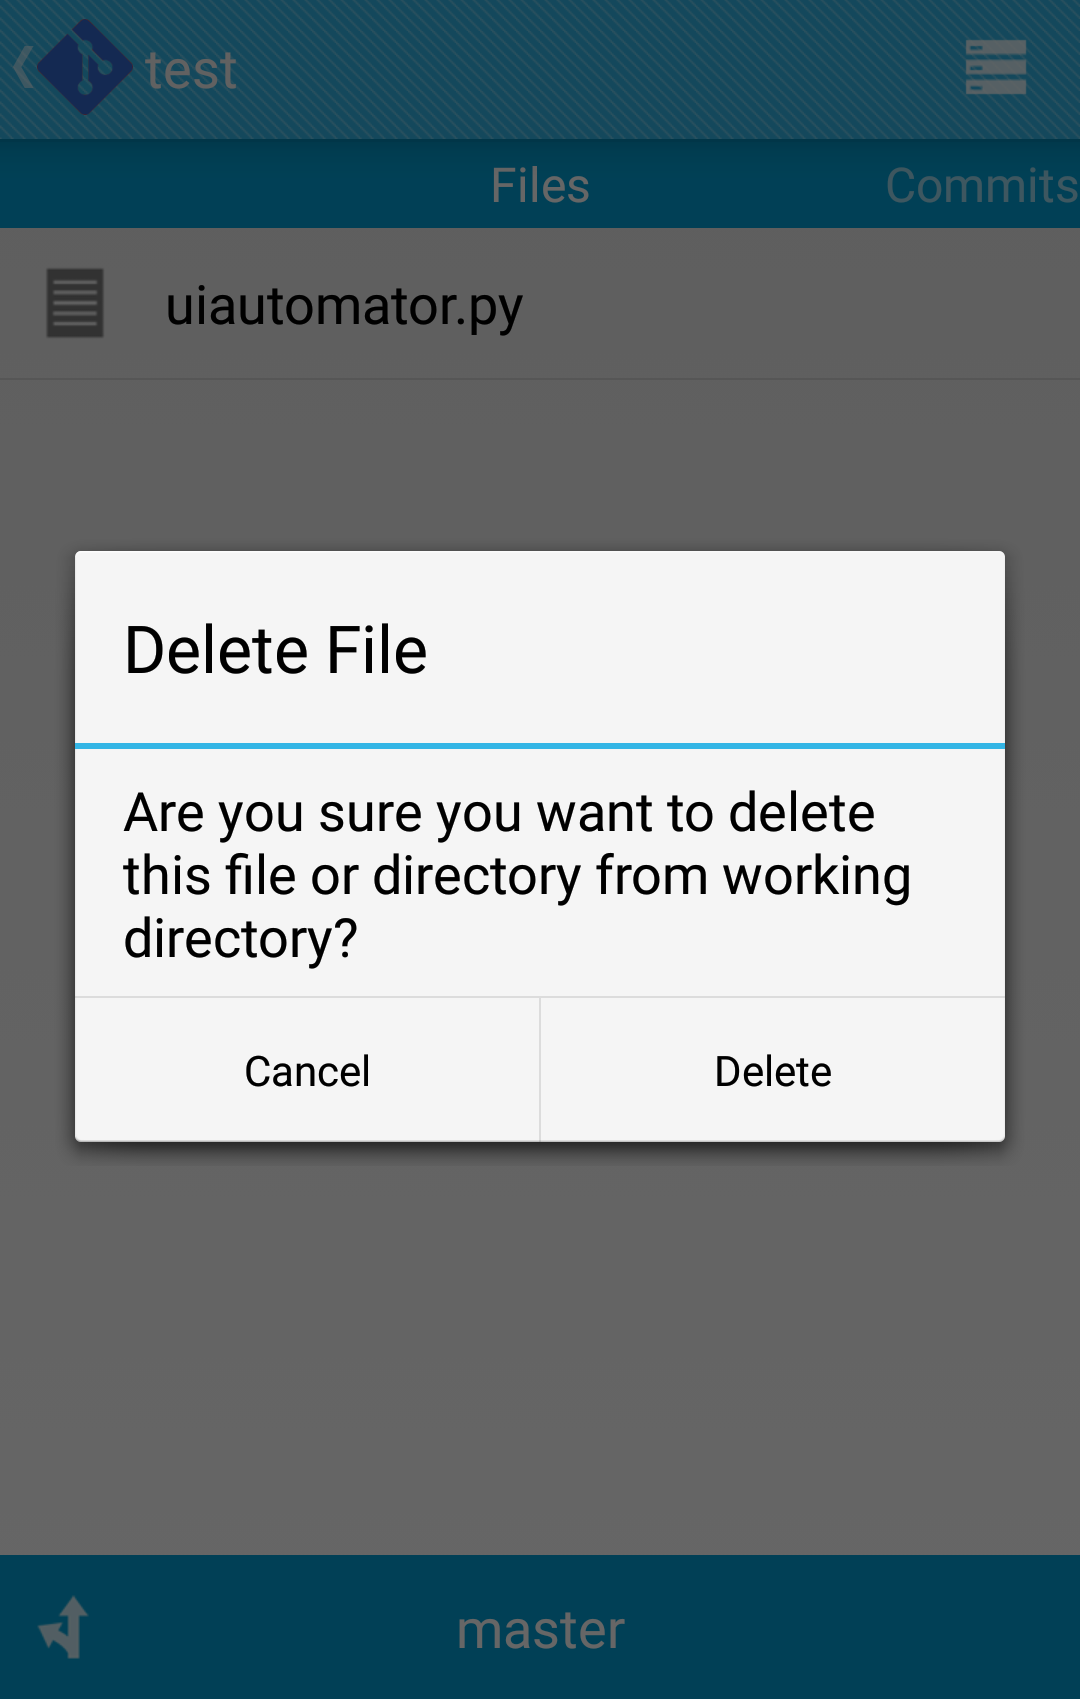 test
Files
Commits
uiautomator.py
Delete File
Are you sure you want to delete
this file or directory from working
directory?
Cancel
Delete
master